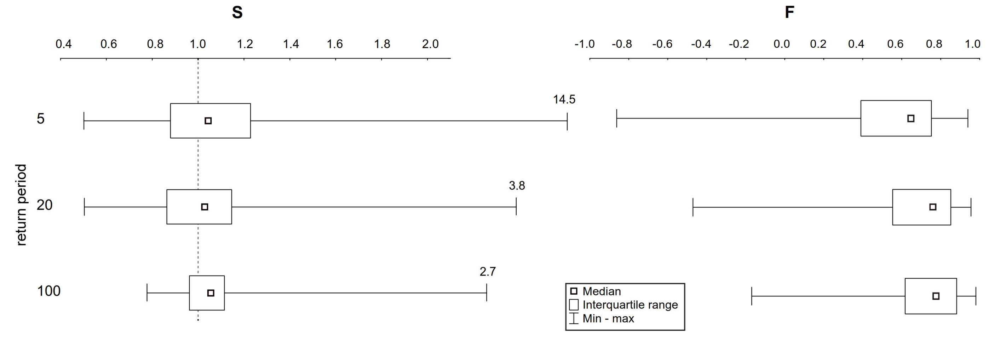 S
F
0.4 0.6 0.8 1.0 1.2 1.4 1.6 1.8 2.0
-1.0 -0.8 -0.6 -0.4 -0.2 0.0 0.2 0.4 0.6 0.8 1.0
return period
5
14.5
20
3.8
100
2.7
Median
Interquartile range
Min - max